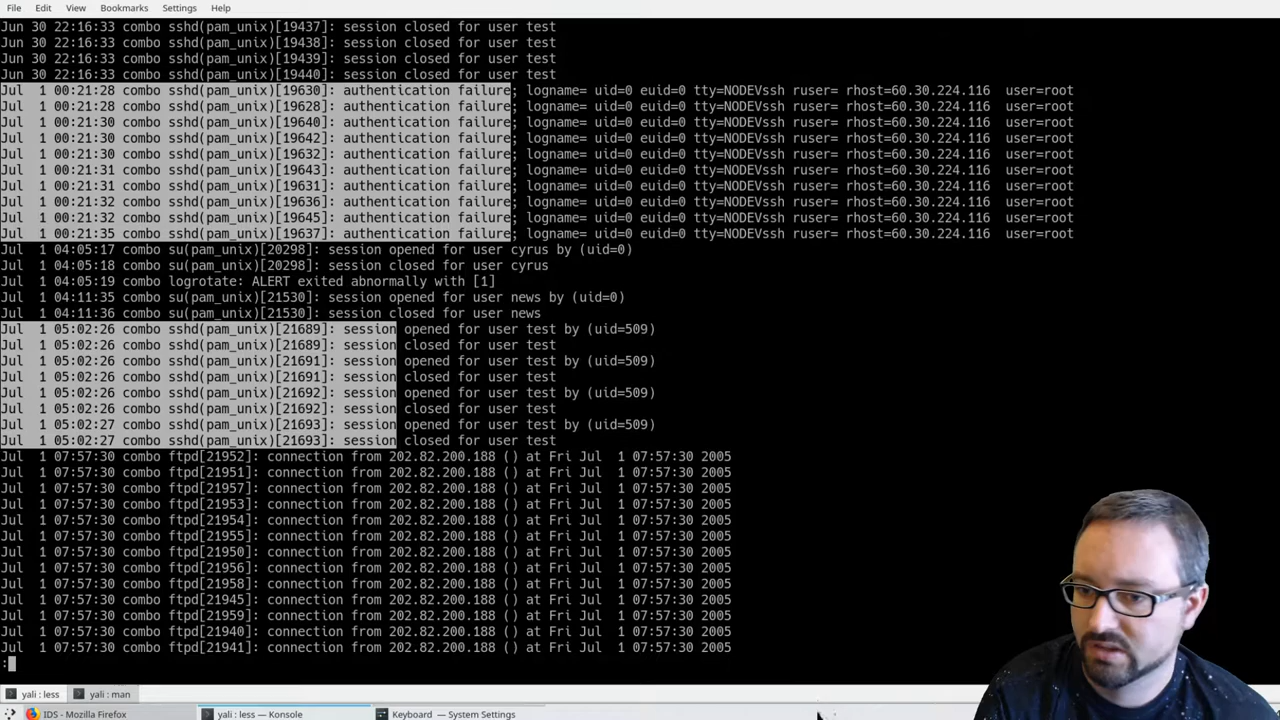 File Edit View Bookmarks Settings Help
Jun 30 22:16:33 combo sshd(pam_unix)[19437]: session closed for user test
Jun 30 22:16:33 combo sshd(pam_unix)[19438]: session closed for user test
Jun 30 22:16:33 combo sshd(pam_unix)[19439]: session closed for user test
Jun 30 22:16:33 combo sshd(pam_unix)[19440]: session closed for user test
Jul  1 00:21:28 combo sshd(pam_unix)[19630]: authentication failure; logname= uid=0 euid=0 tty=NODEVssh ruser= rhost=60.30.224.116  user=root
Jul  1 00:21:28 combo sshd(pam_unix)[19628]: authentication failure; logname= uid=0 euid=0 tty=NODEVssh ruser= rhost=60.30.224.116  user=root
Jul  1 00:21:30 combo sshd(pam_unix)[19640]: authentication failure; logname= uid=0 euid=0 tty=NODEVssh ruser= rhost=60.30.224.116  user=root
Jul  1 00:21:30 combo sshd(pam_unix)[19642]: authentication failure; logname= uid=0 euid=0 tty=NODEVssh ruser= rhost=60.30.224.116  user=root
Jul  1 00:21:30 combo sshd(pam_unix)[19632]: authentication failure; logname= uid=0 euid=0 tty=NODEVssh ruser= rhost=60.30.224.116  user=root
Jul  1 00:21:31 combo sshd(pam_unix)[19643]: authentication failure; logname= uid=0 euid=0 tty=NODEVssh ruser= rhost=60.30.224.116  user=root
Jul  1 00:21:31 combo sshd(pam_unix)[19631]: authentication failure; logname= uid=0 euid=0 tty=NODEVssh ruser= rhost=60.30.224.116  user=root
Jul  1 00:21:32 combo sshd(pam_unix)[19636]: authentication failure; logname= uid=0 euid=0 tty=NODEVssh ruser= rhost=60.30.224.116  user=root
Jul  1 00:21:32 combo sshd(pam_unix)[19645]: authentication failure; logname= uid=0 euid=0 tty=NODEVssh ruser= rhost=60.30.224.116  user=root
Jul  1 00:21:35 combo sshd(pam_unix)[19637]: authentication failure; logname= uid=0 euid=0 tty=NODEVssh ruser= rhost=60.30.224.116  user=root
Jul  1 04:05:17 combo su(pam_unix)[20298]: session opened for user cyrus by (uid=0)
Jul  1 04:05:18 combo su(pam_unix)[20298]: session closed for user cyrus
Jul  1 04:05:19 combo logrotate: ALERT exited abnormally with [1]
Jul  1 04:11:35 combo su(pam_unix)[21530]: session opened for user news by (uid=0)
Jul  1 04:11:36 combo su(pam_unix)[21530]: session closed for user news
Jul  1 05:02:26 combo sshd(pam_unix)[21689]: session opened for user test by (uid=509)
Jul  1 05:02:26 combo sshd(pam_unix)[21689]: session closed for user test
Jul  1 05:02:26 combo sshd(pam_unix)[21691]: session opened for user test by (uid=509)
Jul  1 05:02:26 combo sshd(pam_unix)[21691]: session closed for user test
Jul  1 05:02:26 combo sshd(pam_unix)[21692]: session opened for user test by (uid=509)
Jul  1 05:02:26 combo sshd(pam_unix)[21692]: session closed for user test
Jul  1 05:02:27 combo sshd(pam_unix)[21693]: session opened for user test by (uid=509)
Jul  1 05:02:27 combo sshd(pam_unix)[21693]: session closed for user test
Jul  1 07:57:30 combo ftpd[21952]: connection from 202.82.200.188 () at Fri Jul  1 07:57:30 2005
Jul  1 07:57:30 combo ftpd[21951]: connection from 202.82.200.188 () at Fri Jul  1 07:57:30 2005
Jul  1 07:57:30 combo ftpd[21957]: connection from 202.82.200.188 () at Fri Jul  1 07:57:30 2005
Jul  1 07:57:30 combo ftpd[21953]: connection from 202.82.200.188 () at Fri Jul  1 07:57:30 2005
Jul  1 07:57:30 combo ftpd[21954]: connection from 202.82.200.188 () at Fri Jul  1 07:57:30 2005
Jul  1 07:57:30 combo ftpd[21955]: connection from 202.82.200.188 () at Fri Jul  1 07:57:30 2005
Jul  1 07:57:30 combo ftpd[21950]: connection from 202.82.200.188 () at Fri Jul  1 07:57:30 2005
Jul  1 07:57:30 combo ftpd[21956]: connection from 202.82.200.188 () at Fri Jul  1 07:57:30 2005
Jul  1 07:57:30 combo ftpd[21958]: connection from 202.82.200.188 () at Fri Jul  1 07:57:30 2005
Jul  1 07:57:30 combo ftpd[21945]: connection from 202.82.200.188 () at Fri Jul  1 07:57:30 2005
Jul  1 07:57:30 combo ftpd[21959]: connection from 202.82.200.188 () at Fri Jul  1 07:57:30 2005
Jul  1 07:57:30 combo ftpd[21940]: connection from 202.82.200.188 () at Fri Jul  1 07:57:30 2005
Jul  1 07:57:30 combo ftpd[21941]: connection from 202.82.200.188 () at Fri Jul  1 07:57:30 2005
:
yali : less yali : man
IDS - Mozilla Firefox yali : less — Konsole Keyboard — System Settings